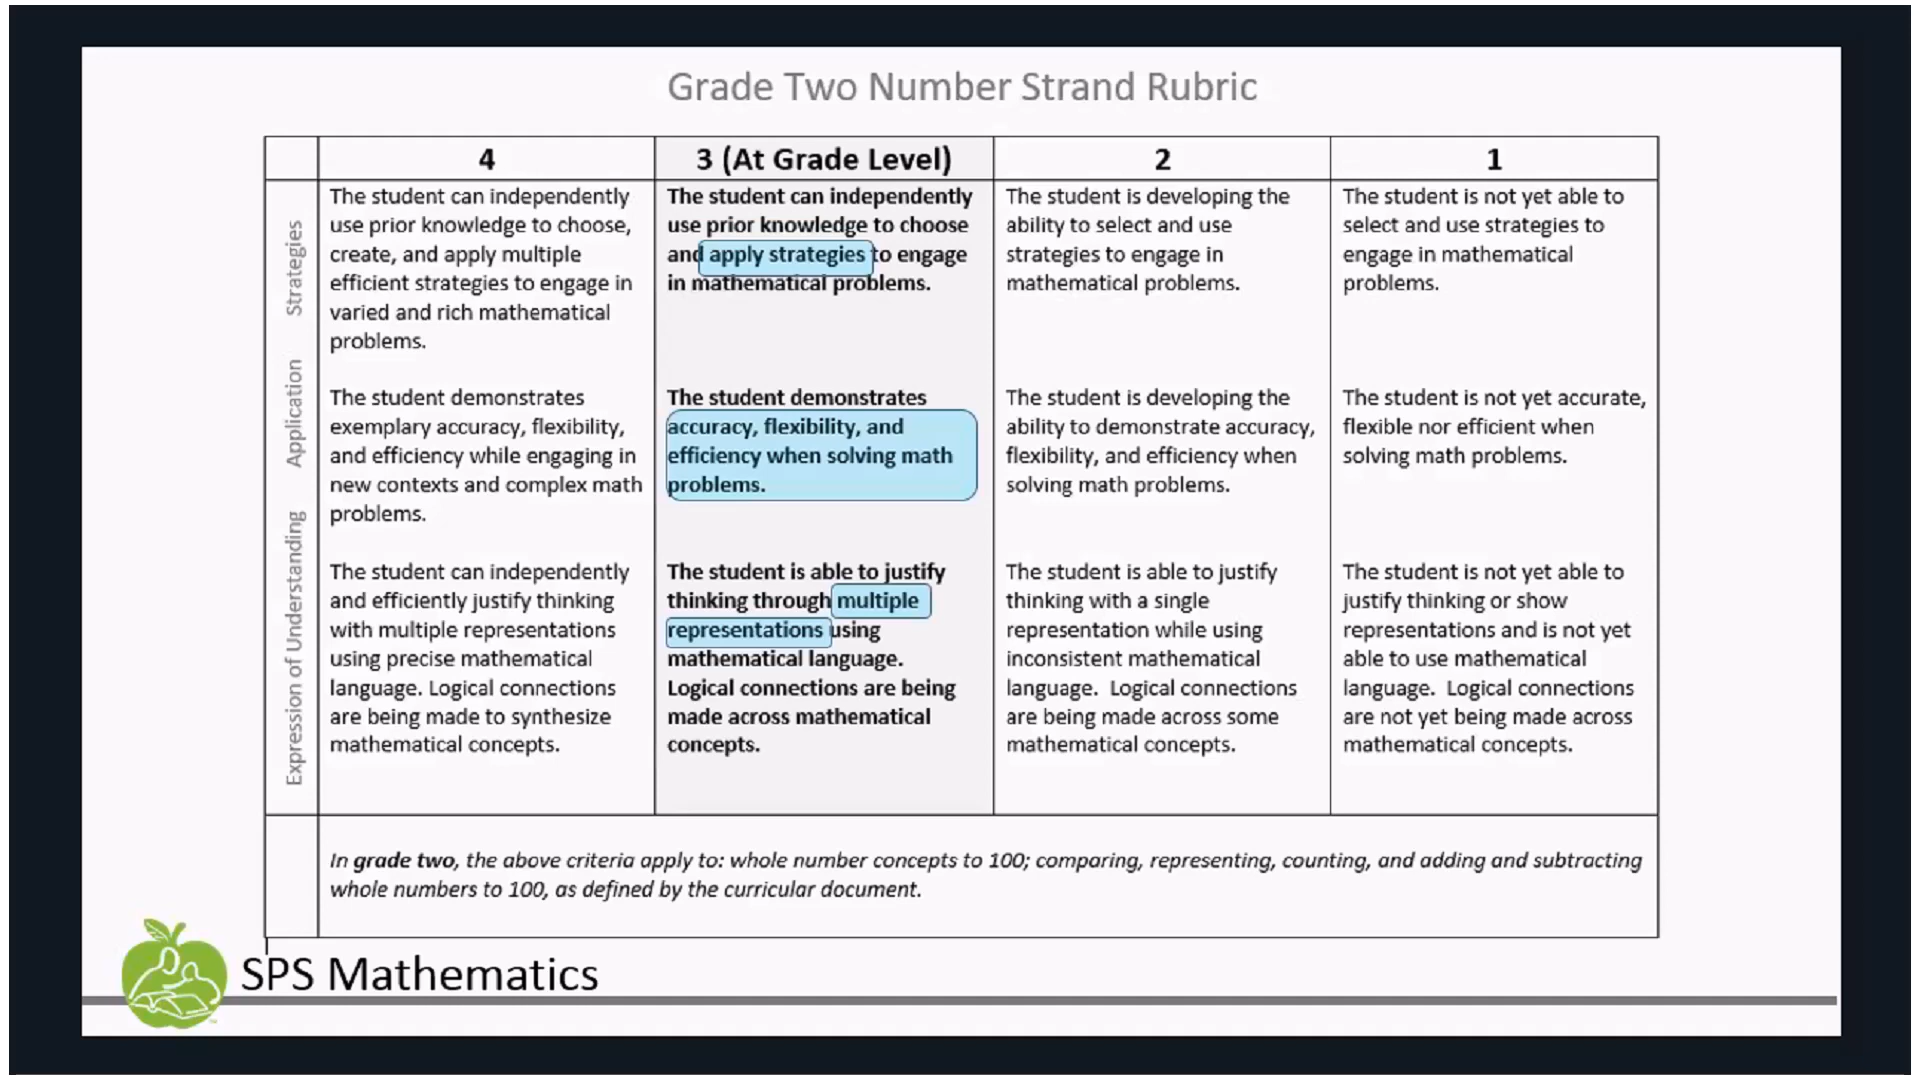 Grade Two Number Strand Rubric
4
3 (At Grade Level)
2
1
Strategies
The student can independently
use prior knowledge to choose,
create, and apply multiple
efficient strategies to engage in
varied and rich mathematical
problems.
The student can independently
use prior knowledge to choose
and apply strategies to engage
in mathematical problems.
The student is developing the
ability to select and use
strategies to engage in
mathematical problems.
The student is not yet able to
select and use strategies to
engage in mathematical
problems.
Application
The student demonstrates
exemplary accuracy, flexibility,
and efficiency while engaging in
new contexts and complex math
problems.
The student demonstrates
accuracy, flexibility, and
efficiency when solving math
problems.
The student is developing the
ability to demonstrate accuracy,
flexibility, and efficiency when
solving math problems.
The student is not yet accurate,
flexible nor efficient when
solving math problems.
Expression of Understanding
The student can independently
and efficiently justify thinking
with multiple representations
using precise mathematical
language. Logical connections
are being made to synthesize
mathematical concepts.
The student is able to justify
thinking through multiple
representations using
mathematical language.
Logical connections are being
made across mathematical
concepts.
The student is able to justify
thinking with a single
representation while using
inconsistent mathematical
language.  Logical connections
are being made across some
mathematical concepts.
The student is not yet able to
justify thinking or show
representations and is not yet
able to use mathematical
language.  Logical connections
are not yet being made across
mathematical concepts.
In grade two, the above criteria apply to: whole number concepts to 100; comparing, representing, counting, and adding and subtracting
whole numbers to 100, as defined by the curricular document.
SPS Mathematics